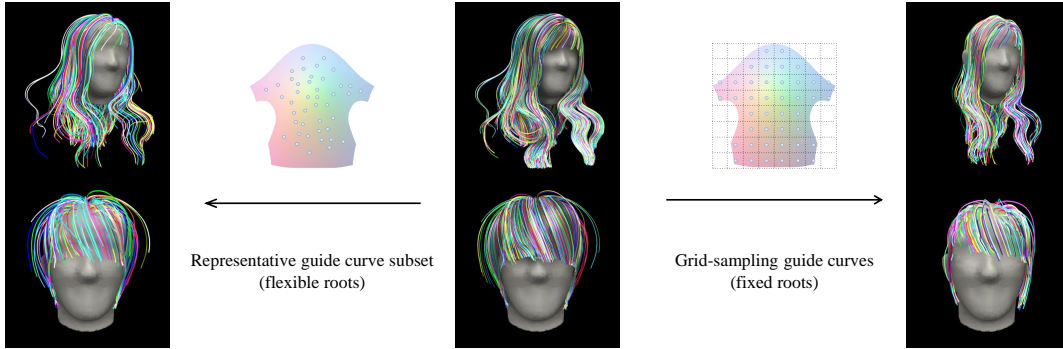 Representative guide curve subset
(flexible roots)
Grid-sampling guide curves
(fixed roots)